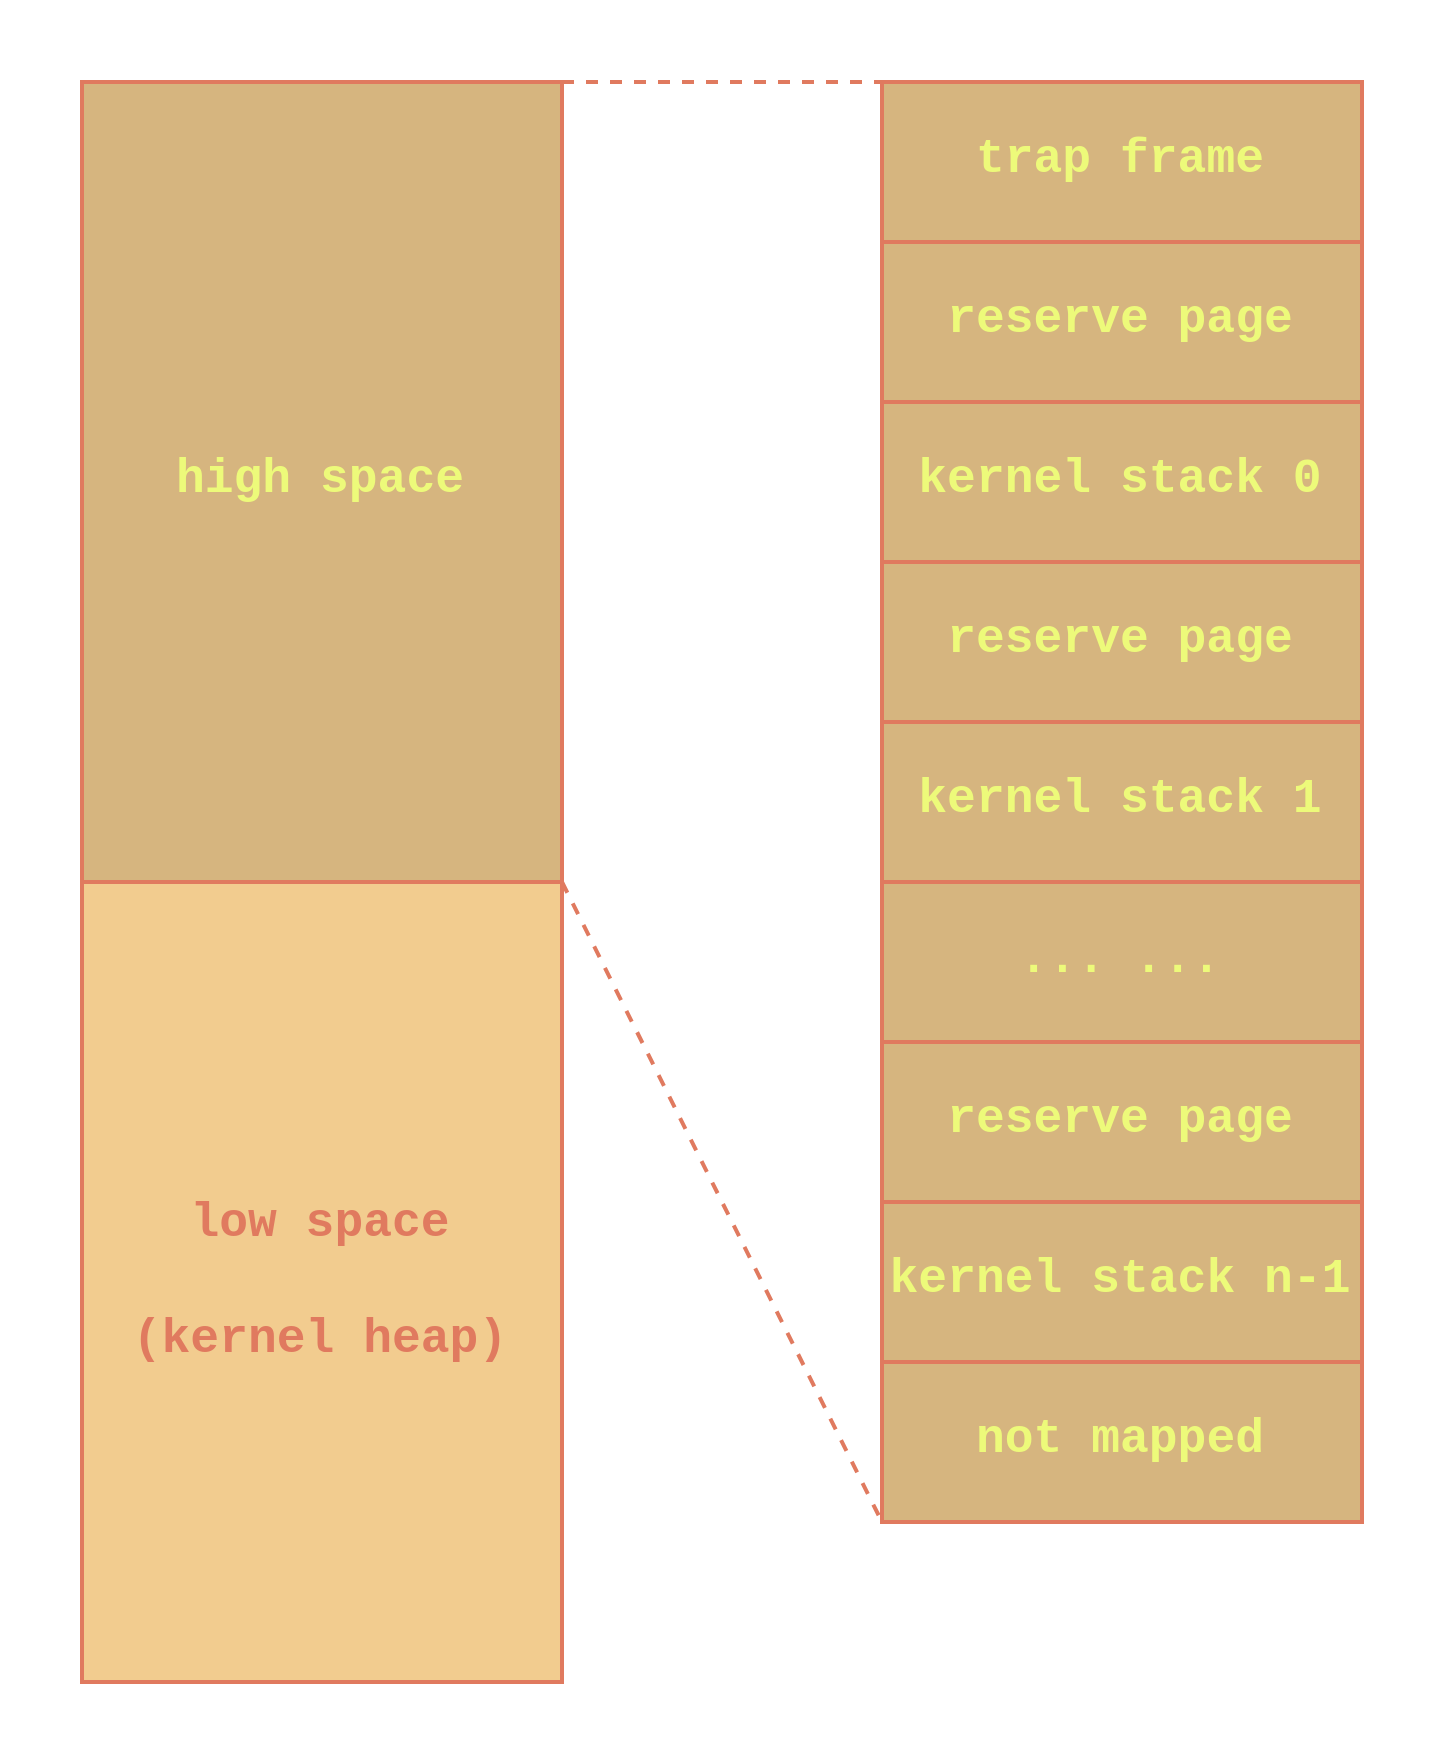 high space
low space
(kernel heap)
trap frame
reserve page
kernel stack 0
reserve page
kernel stack 1
... ...
reserve page
kernel stack n-1
not mapped